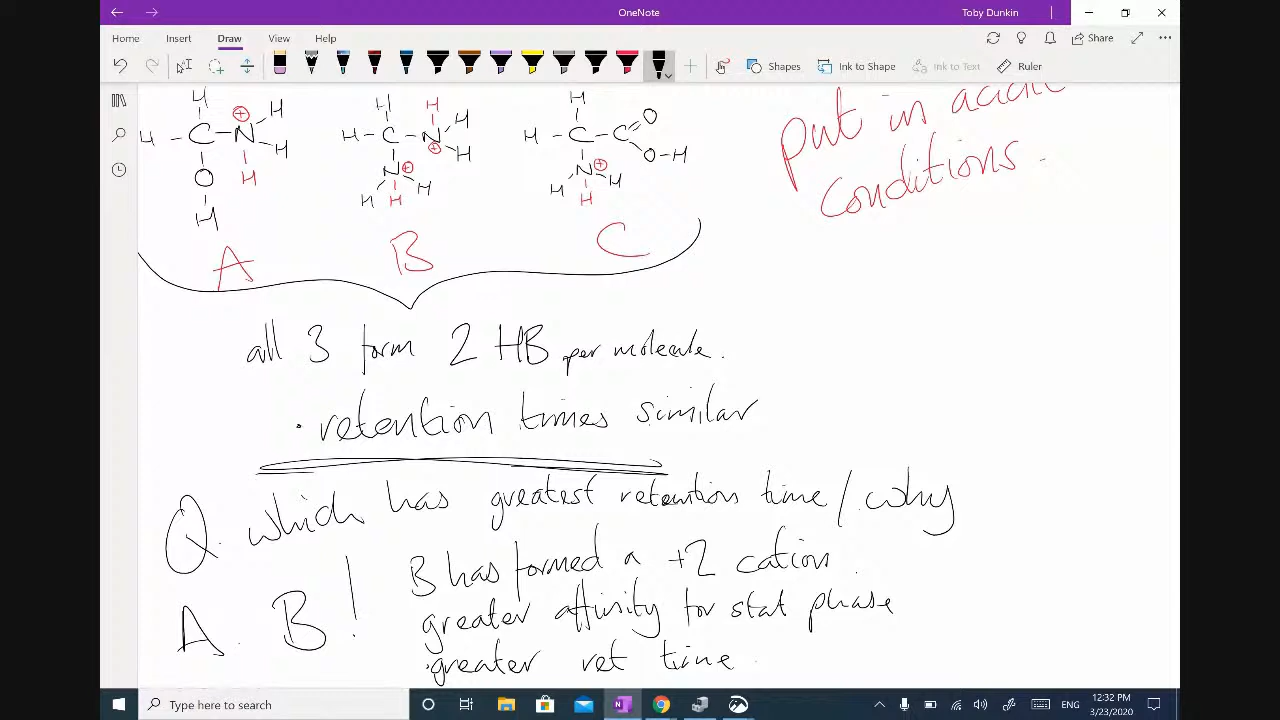 OneNote
Toby Dunkin
Home Insert Draw View Help
Share
Shapes Ink to Shape Ink to Text Ruler
H H
C N
H H
O
H
⊕
H
H H
H C N H
H
N
H H
H
⊕ ⊕
H
H C C O
O H
N
H H
H
⊕
put in acidic
conditions.
A B C
all 3 form 2 HB per molecule.
· retention times similar
Q. which has greatest retention time / why
B has formed a +2 cation.
A. B! greater affinity for stat phase
· greater ret time.
Type here to search
ENG
12:32 PM
3/23/2020